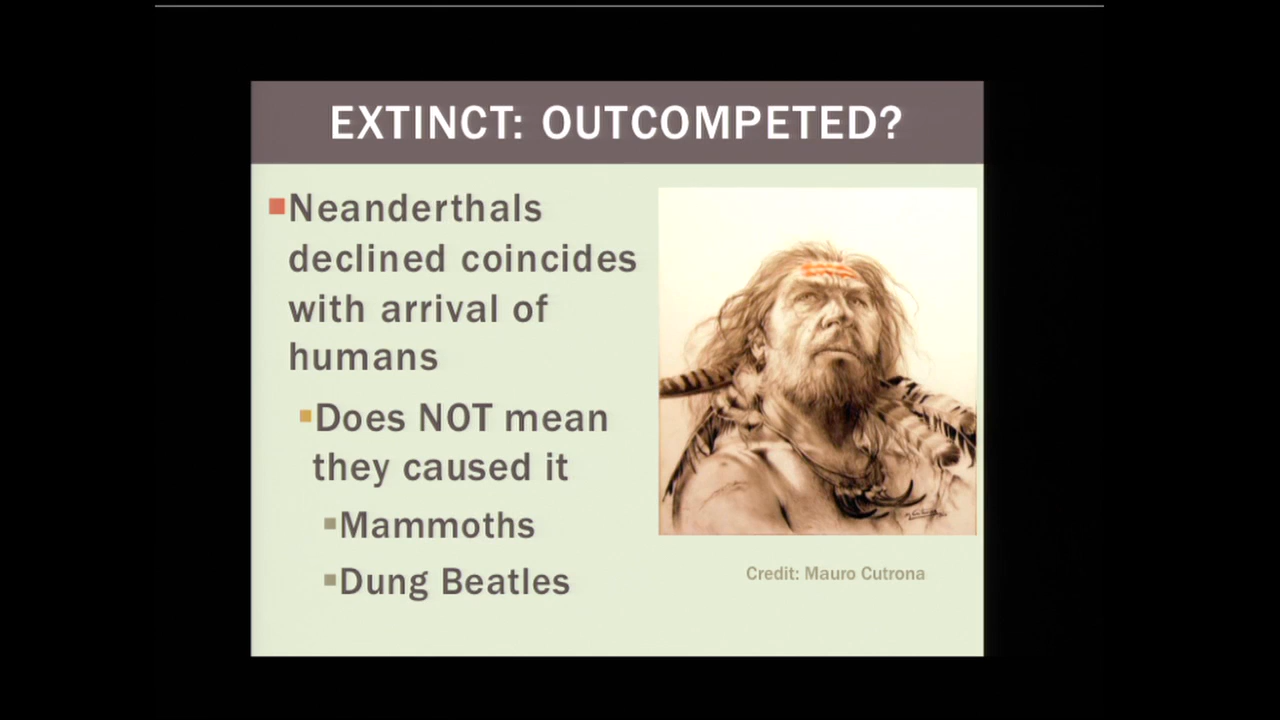 EXTINCT: OUTCOMPETED?
Neanderthals
declined coincides
with arrival of
humans
Does NOT mean
they caused it
Mammoths
Dung Beatles
Credit: Mauro Cutrona